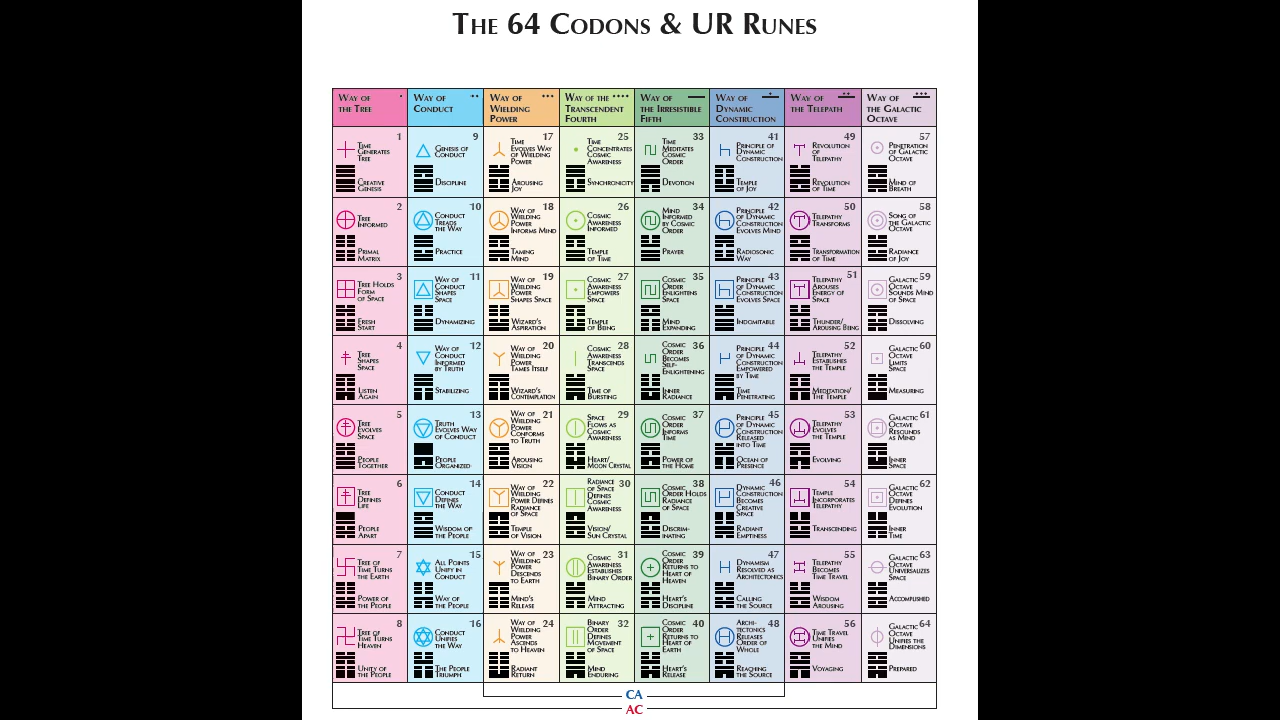 The 64 Codons & UR Runes
Way of
the Tree
•
Way of
Conduct
••
Way of
Wielding
Power
•••
Way of the
Transcendent
Fourth
••••
Way of
the Irresistible
Fifth
Way of
Dynamic
Construction
Way of
the Telepath
Way of
the Galactic
Octave
1
Time
Generates
Tree
Creative
Genesis
9
Genesis of
Conduct
Discipline
17
Time
Evolves Way
of Wielding
Power
Arousing
Joy
25
Time
Concentrates
Cosmic
Awareness
Synchronicity
33
Time
Meditates
Cosmic
Order
Devotion
41
Principle of
Dynamic
Construction
Temple
of Joy
49
Revolution
of
Telepathy
Revolution
of Time
57
Penetration
of Galactic
Octave
Mind of
Breath
2
Tree
Informed
Primal
Matrix
10
Conduct
Treads
the Way
Practice
18
Way of
Wielding
Power
Informs Mind
Taming
Mind
26
Cosmic
Awareness
Informed
Temple
of Time
34
Mind
Informed
by Cosmic
Order
Prayer
42
Principle
of Dynamic
Construction
Evolves Mind
Radiosonic
Way
50
Telepathy
Transforms
Transformation
of Time
58
Song of
the Galactic
Octave
Radiance
of Joy
3
Tree Holds
Form
of Space
Fresh
Start
11
Way of
Conduct
Shapes
Space
Dynamizing
19
Way of
Wielding
Power
Shapes Space
Wizard's
Aspiration
27
Cosmic
Awareness
Empowers
Space
Temple
of Being
35
Cosmic
Order
Enlightens
Space
Mind
Expanding
43
Principle
of Dynamic
Construction
Evolves Space
Indomitable
51
Telepathy
Arouses
Energy of
Space
Thunder/
Arousing Being
59
Galactic
Octave
Sounds Mind
of Space
Dissolving
4
Tree
Shapes
Space
Listen
Again
12
Way of
Conduct
Informed
by Truth
Stabilizing
20
Way of
Wielding
Power
Tames Itself
Wizard's
Contemplation
28
Cosmic
Awareness
Transcends
Space
Time of
Bursting
36
Cosmic
Order
Becomes
Self-
Enlightening
Inner
Radiance
44
Principle
of Dynamic
Construction
Empowered
by Time
Time
Penetrating
52
Telepathy
Establishes
the Temple
Meditation/
The Temple
60
Galactic
Octave
Limits
Space
Measuring
5
Tree
Evolves
Space
People
Together
13
Truth
Evolves Way
of Conduct
People
Organized
21
Way of
Wielding
Power
Conforms
to Truth
Arousing
Vision
29
Space
Flows as
Cosmic
Awareness
Heart/
Moon Crystal
37
Cosmic
Order
Informs
Time
Power of
the Home
45
Principle
of Dynamic
Construction
Released
into Time
Ocean of
Presence
53
Telepathy
Evolves
the Temple
Evolving
61
Galactic
Octave
Resounds
as Mind
Inner
Space
6
Tree
Defines
Life
People
Apart
14
Conduct
Defines
the Way
Wisdom of
the People
22
Way of
Wielding
Power Defines
Radiance
of Space
Temple
of Vision
30
Radiance
of Space
Defines
Cosmic
Awareness
Vision/
Sun Crystal
38
Cosmic
Order Holds
Radiance
of Space
Discrim-
inating
46
Dynamic
Construction
Becomes
Creative
Space
Radiant
Emptiness
54
Temple
Incorporates
Telepathy
Transcending
62
Galactic
Octave
Defines
Evolution
Inner
Time
7
Tree of
Time Turns
the Earth
Power of
the People
15
All Points
Unify in
Conduct
Way of
the People
23
Way of
Wielding
Power
Descends
to Earth
Mind's
Release
31
Cosmic
Awareness
Establishes
Binary Order
Mind
Attracting
39
Cosmic
Order
Returns to
Heart of
Heaven
Heart's
Discipline
47
Dynamism
Resolved as
Architectonics
Calling
the Source
55
Telepathy
Becomes
Time Travel
Wisdom
Arousing
63
Galactic
Octave
Universalizes
Space
Accomplished
8
Tree of
Time Turns
Heaven
Unity of
the People
16
Conduct
Unifies
the Way
The People
Triumph
24
Way of
Wielding
Power
Ascends
to Heaven
Radiant
Return
32
Binary
Order
Defines
Movement
of Space
Mind
Enduring
40
Cosmic
Order
Returns to
Heart of
Earth
Heart's
Release
48
Archi-
tectonics
Releases
Order of
Whole
Reaching
the Source
56
Time Travel
Unifies
the Mind
Voyaging
64
Galactic
Octave
Unifies the
Dimensions
Prepared
CA
AC